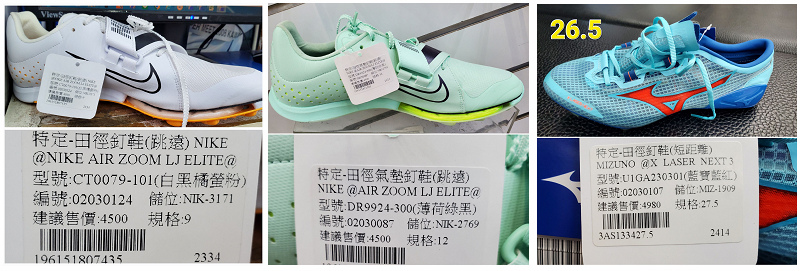 ViewSonic
26.5
特定-田徑釘鞋(跳遠) NIKE
@NIKE AIR ZOOM LJ ELITE@
型號:CT0079-101(白黑橘螢粉)
編號:02030124 儲位:NIK-3171
建議售價:4500 規格:9
196151807435 2334
特定-田徑氣墊釘鞋(跳遠)
NIKE @AIR ZOOM LJ ELITE@
型號:DR9924-300(薄荷綠黑)
編號:02030087 儲位:NIK-2769
建議售價:4500 規格:12
特定-田徑釘鞋(短距離)
MIZUNO @X LASER NEXT 3
型號:U1GA230301(藍寶藍紅)
編號:02030107 儲位:MIZ-1909
建議售價:4980 規格:27.5
3AS133427.5 2414